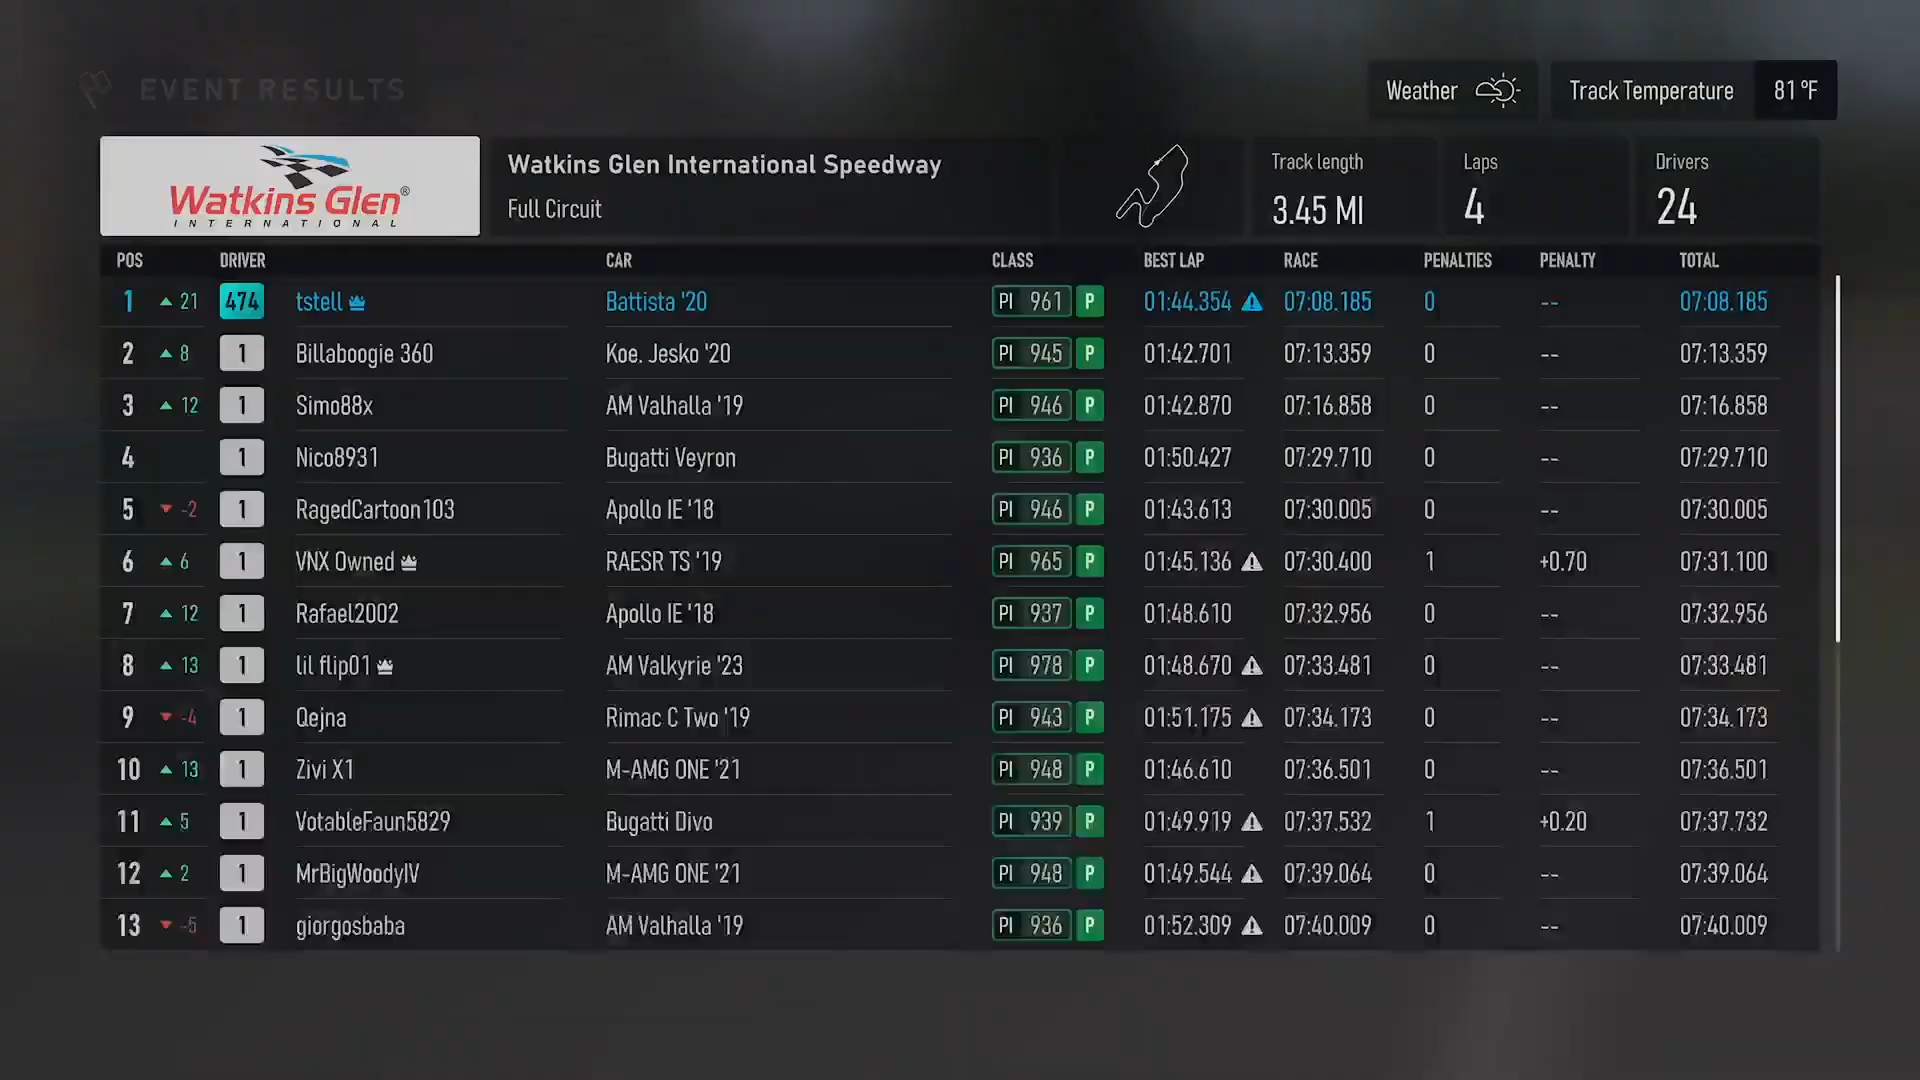 EVENT RESULTS
Weather Track Temperature 81 °F
Watkins Glen®
INTERNATIONAL
Watkins Glen International Speedway
Full Circuit
Track length
3.45 MI
Laps
4
Drivers
24
POS DRIVER CAR CLASS BEST LAP RACE PENALTIES PENALTY TOTAL
1 21 474 tstell Battista '20 PI 961 P 01:44.354 07:08.185 0 -- 07:08.185
2 8 1 Billaboogie 360 Koe. Jesko '20 PI 945 P 01:42.701 07:13.359 0 -- 07:13.359
3 12 1 Simo88x AM Valhalla '19 PI 946 P 01:42.870 07:16.858 0 -- 07:16.858
4 1 Nico8931 Bugatti Veyron PI 936 P 01:50.427 07:29.710 0 -- 07:29.710
5 -2 1 RagedCartoon103 Apollo IE '18 PI 946 P 01:43.613 07:30.005 0 -- 07:30.005
6 6 1 VNX Owned RAESR TS '19 PI 965 P 01:45.136 07:30.400 1 +0.70 07:31.100
7 12 1 Rafael2002 Apollo IE '18 PI 937 P 01:48.610 07:32.956 0 -- 07:32.956
8 13 1 lil flip01 AM Valkyrie '23 PI 978 P 01:48.670 07:33.481 0 -- 07:33.481
9 -4 1 Qejna Rimac C Two '19 PI 943 P 01:51.175 07:34.173 0 -- 07:34.173
10 13 1 Zivi X1 M-AMG ONE '21 PI 948 P 01:46.610 07:36.501 0 -- 07:36.501
11 5 1 VotableFaun5829 Bugatti Divo PI 939 P 01:49.919 07:37.532 1 +0.20 07:37.732
12 2 1 MrBigWoodyIV M-AMG ONE '21 PI 948 P 01:49.544 07:39.064 0 -- 07:39.064
13 -5 1 giorgosbaba AM Valhalla '19 PI 936 P 01:52.309 07:40.009 0 -- 07:40.009